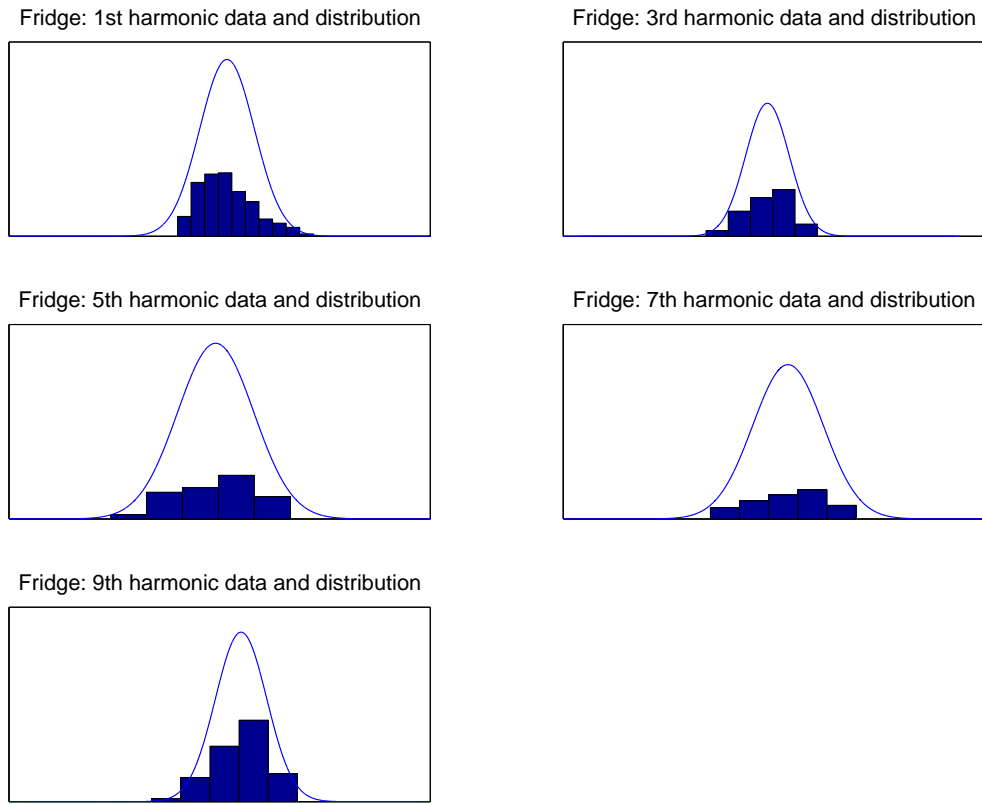 Fridge: 1st harmonic data and distribution
Fridge: 3rd harmonic data and distribution
Fridge: 5th harmonic data and distribution
Fridge: 7th harmonic data and distribution
Fridge: 9th harmonic data and distribution